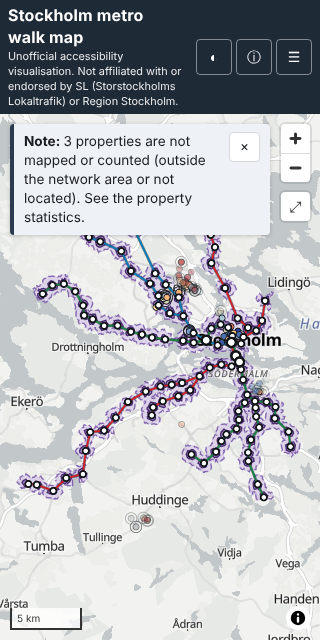 Stockholm metro
walk map
Unofficial accessibility
visualisation. Not affiliated with or
endorsed by SL (Storstockholms
Lokaltrafik) or Region Stockholm.
Note: 3 properties are not
mapped or counted (outside
the network area or not
located). See the property
statistics.
Lidingö
Drottningholm
SÖDERMALM
Ekerö
Huddinge
Tullinge
Tumba
Vidja
Vega
Handen
Ådran
5 km